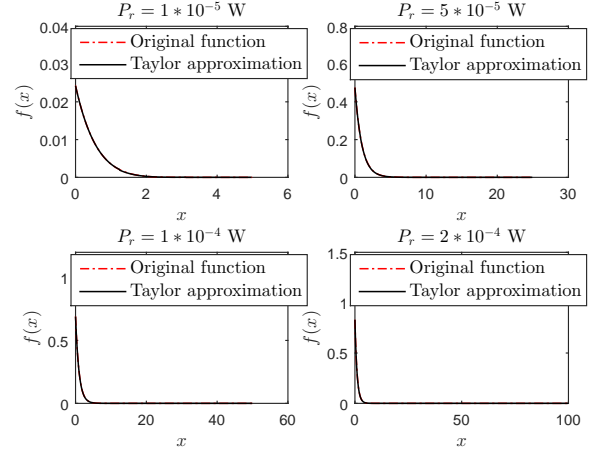 P_r = 1 * 10^{-5} W
0.04
0.03
0.02
0.01
0
f(x)
Original function
Taylor approximation
0 2 4 6
x
P_r = 5 * 10^{-5} W
0.8
0.6
0.4
0.2
0
f(x)
Original function
Taylor approximation
0 10 20 30
x
P_r = 1 * 10^{-4} W
1
0.5
0
f(x)
Original function
Taylor approximation
0 20 40 60
x
P_r = 2 * 10^{-4} W
1.5
1
0.5
0
f(x)
Original function
Taylor approximation
0 50 100
x